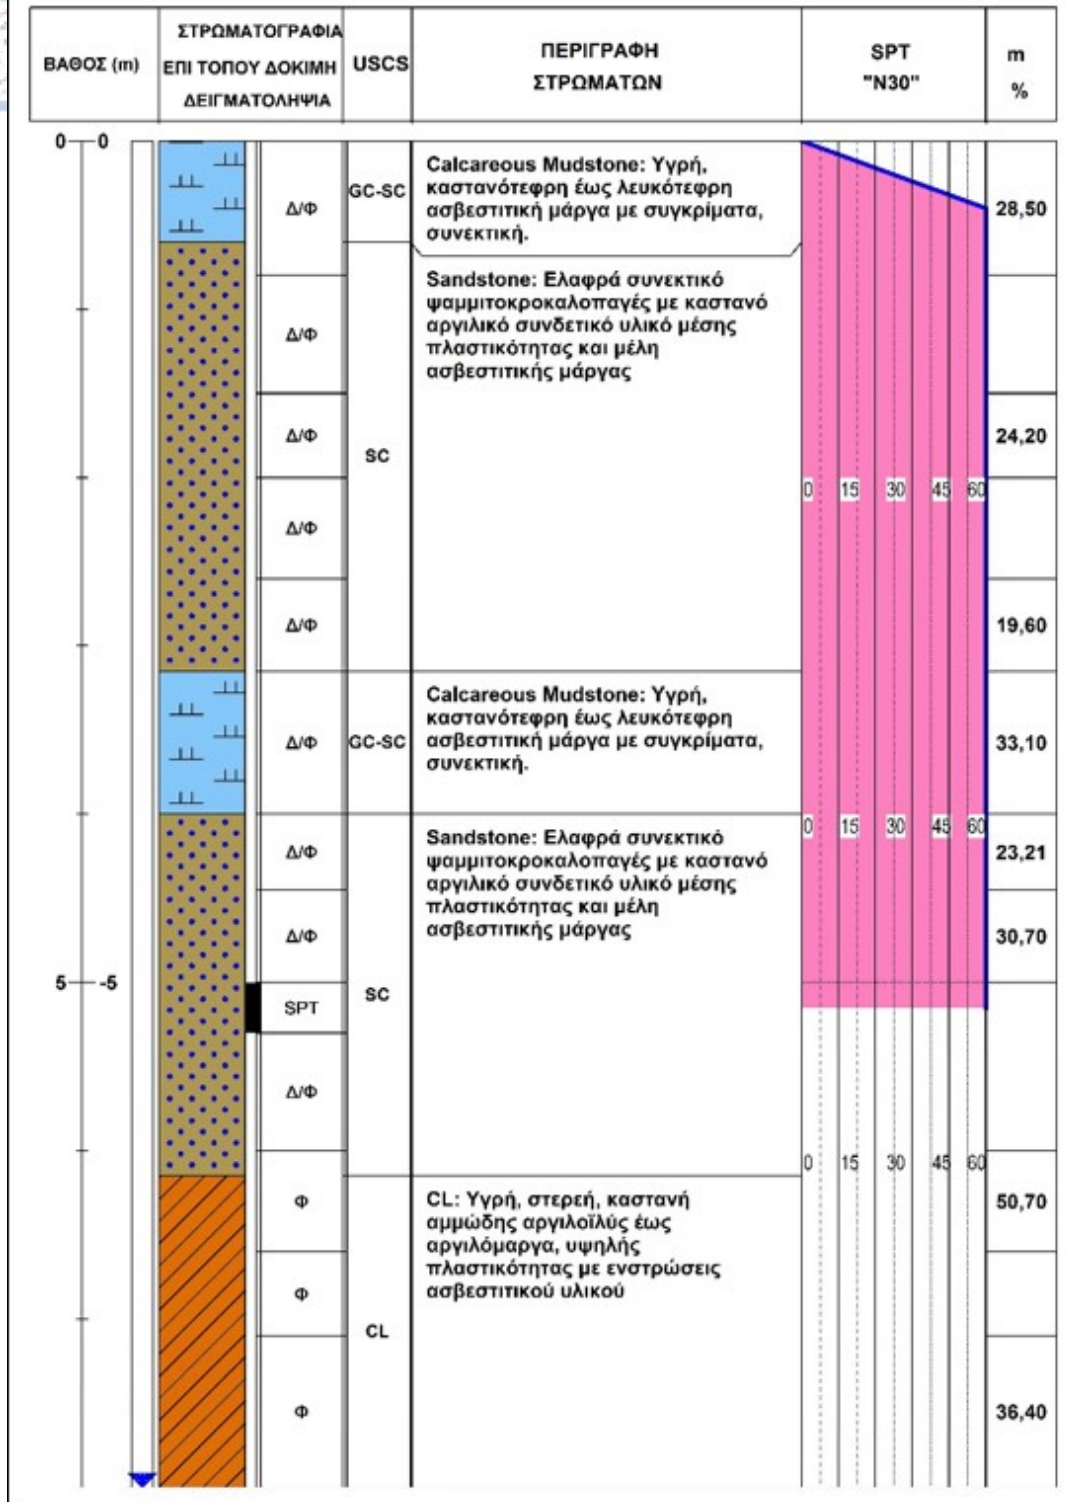 ΒΑΘΟΣ (m)
ΣΤΡΩΜΑΤΟΓΡΑΦΙΑ
ΕΠΙ ΤΟΠΟΥ ΔΟΚΙΜΗ
ΔΕΙΓΜΑΤΟΛΗΨΙΑ
USCS
ΠΕΡΙΓΡΑΦΗ
ΣΤΡΩΜΑΤΩΝ
SPT
"N30"
m
%
0 0
Δ/Φ
GC-SC
Calcareous Mudstone: Υγρή,
καστανότεφρη έως λευκότεφρη
ασβεστιτική μάργα με συγκρίματα,
συνεκτική.
28,50
Sandstone: Ελαφρά συνεκτικό
ψαμμιτοκροκαλοπαγές με καστανό
αργιλικό συνδετικό υλικό μέσης
πλαστικότητας και μέλη
ασβεστιτικής μάργας
Δ/Φ
Δ/Φ
SC
24,20
0 15 30 45 60
Δ/Φ
Δ/Φ
19,60
Calcareous Mudstone: Υγρή,
καστανότεφρη έως λευκότεφρη
ασβεστιτική μάργα με συγκρίματα,
συνεκτική.
Δ/Φ
GC-SC
33,10
0 15 30 45 60
Sandstone: Ελαφρά συνεκτικό
ψαμμιτοκροκαλοπαγές με καστανό
αργιλικό συνδετικό υλικό μέσης
πλαστικότητας και μέλη
ασβεστιτικής μάργας
Δ/Φ
23,21
Δ/Φ
30,70
5 -5
SC
SPT
Δ/Φ
0 15 30 45 60
CL: Υγρή, στερεή, καστανή
αμμώδης αργιλοϊλύς έως
αργιλόμαργα, υψηλής
πλαστικότητας με ενστρώσεις
ασβεστιτικού υλικού
Φ
50,70
Φ
CL
Φ
36,40